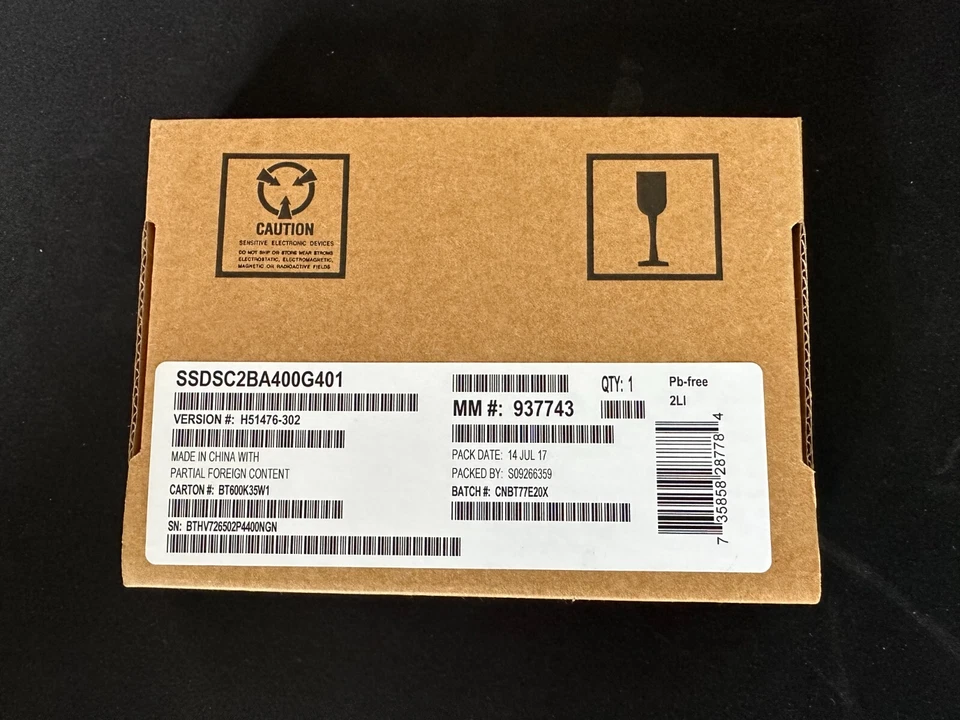 CAUTION
SENSITIVE ELECTRONIC DEVICES
DO NOT SHIP OR STORE NEAR STRONG
ELECTROSTATIC, ELECTROMAGNETIC,
MAGNETIC OR RADIOACTIVE FIELDS
SSDSC2BA400G401
VERSION #: H51476-302
MADE IN CHINA WITH
PARTIAL FOREIGN CONTENT
CARTON #: BT600K35W1
SN: BTHV726502P4400NGN
MM #: 937743
PACK DATE: 14 JUL 17
PACKED BY: S09266359
BATCH #: CNBT77E20X
QTY: 1
Pb-free
2LI
7 35858 28778 4